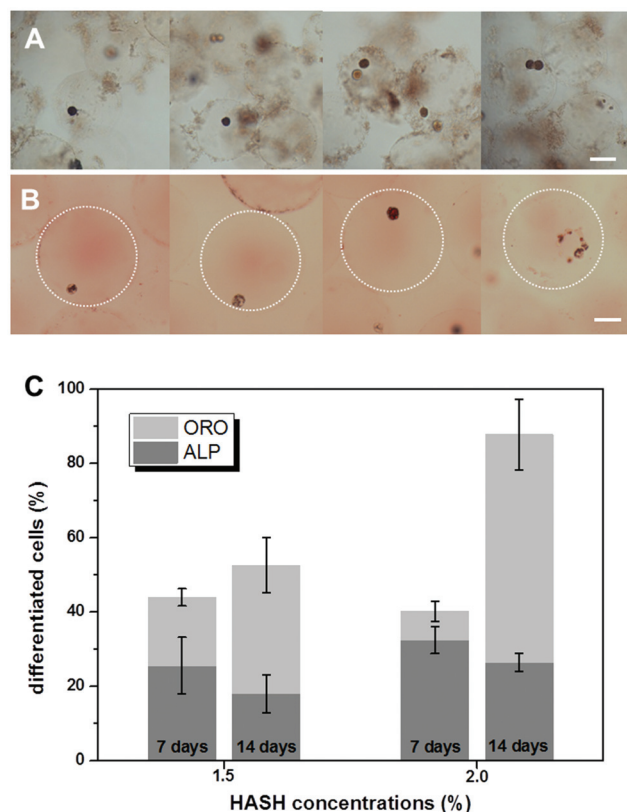 A
B
C
100
80
60
40
20
0
differentiated cells (%)
ORO
ALP
7 days 14 days 7 days 14 days
1.5 2.0
HASH concentrations (%)